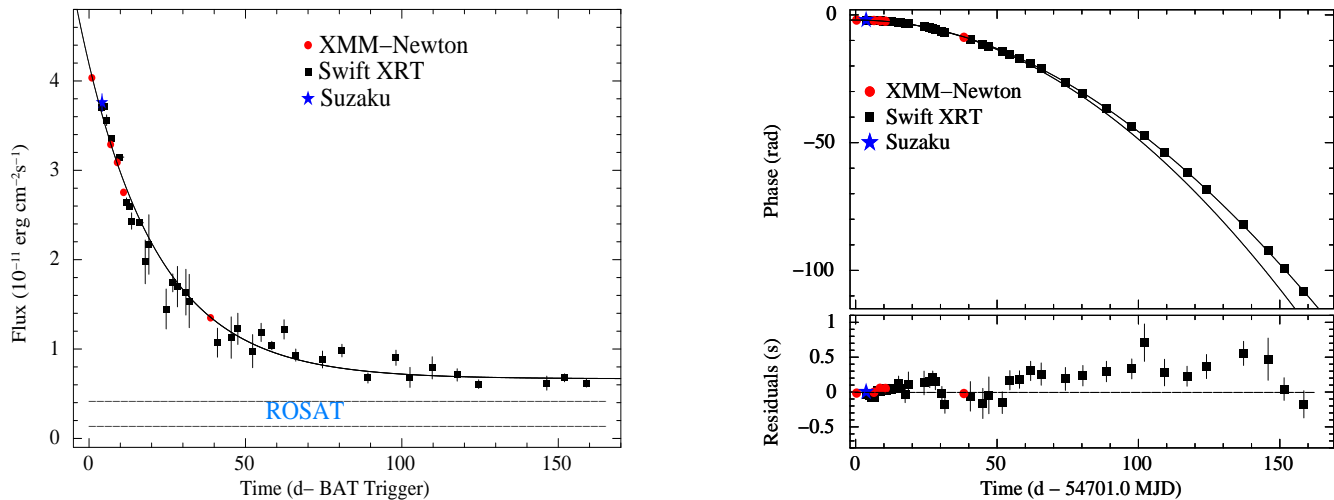 XMM−Newton
Swift XRT
Suzaku
Flux (10⁻¹¹ erg cm⁻²s⁻¹)
4
3
2
1
0
ROSAT
0 50 100 150
Time (d− BAT Trigger)
Phase (rad)
0
−50
−100
XMM−Newton
Swift XRT
Suzaku
Residuals (s)
1
0.5
0
−0.5
0 50 100 150
Time (d − 54701.0 MJD)